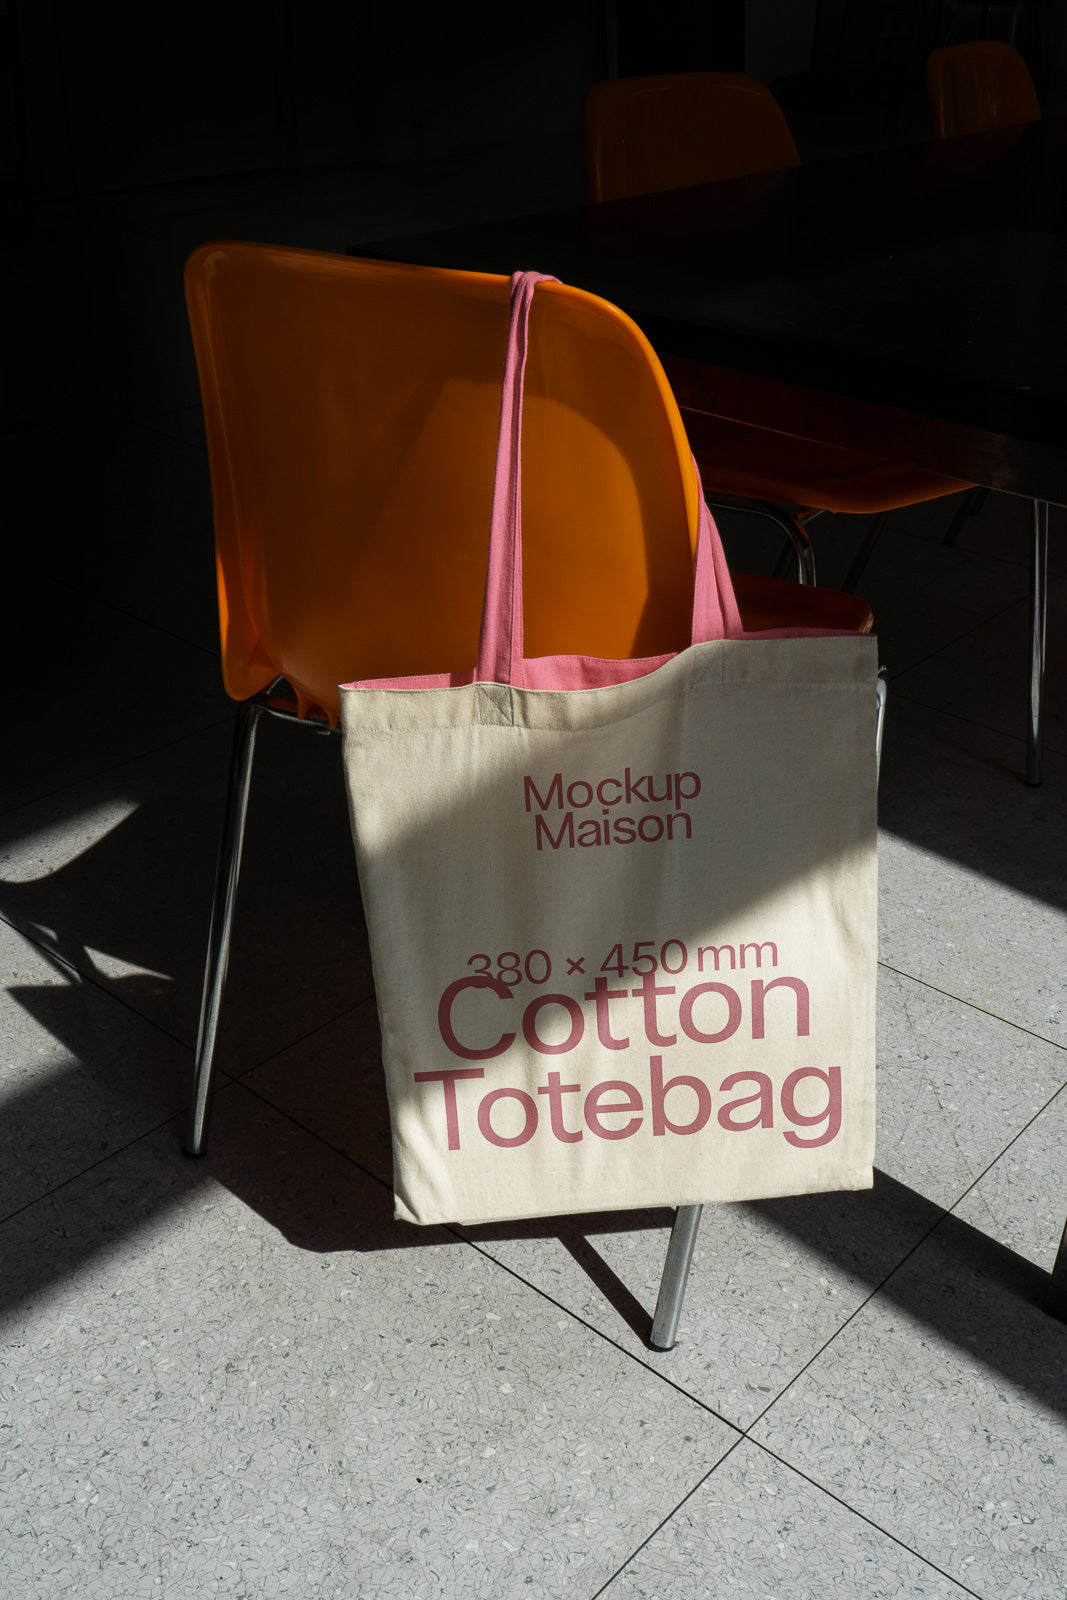 Mockup
Maison
380 × 450 mm
Cotton
Totebag